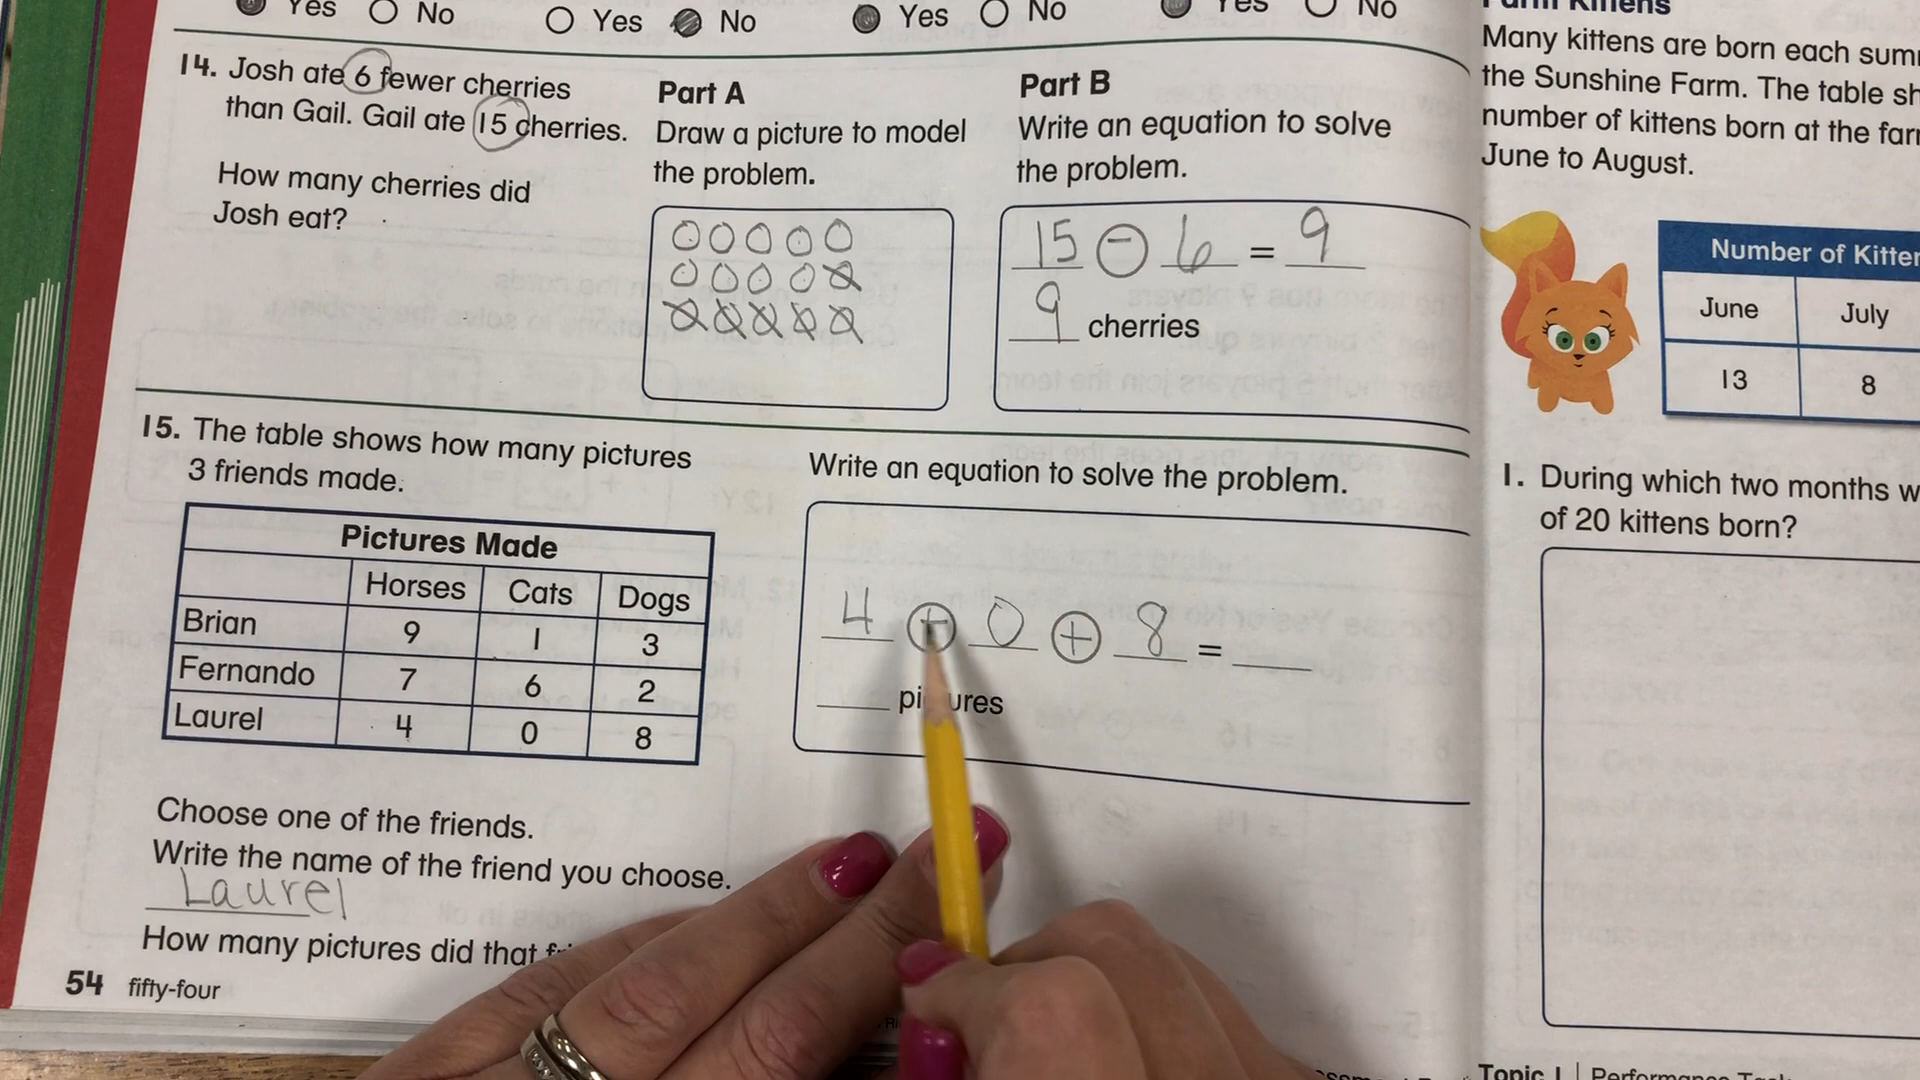 Yes No Yes No Yes No Yes No
14. Josh ate 6 fewer cherries
than Gail. Gail ate 15 cherries.
How many cherries did
Josh eat?
Part A
Draw a picture to model
the problem.
Part B
Write an equation to solve
the problem.
15 - 6 = 9
9 cherries
15. The table shows how many pictures
3 friends made.
Pictures Made
Horses Cats Dogs
Brian 9 1 3
Fernando 7 6 2
Laurel 4 0 8
Choose one of the friends.
Write the name of the friend you choose.
Laurel
How many pictures did that
Write an equation to solve the problem.
4 + 0 + 8 =
pictures
54 fifty-four
Kittens
Many kittens are born each
the Sunshine Farm. The table
number of kittens born at the
June to August.
Number of
June July
13 8
1. During which two months
of 20 kittens born?
Topic 1 | Performance